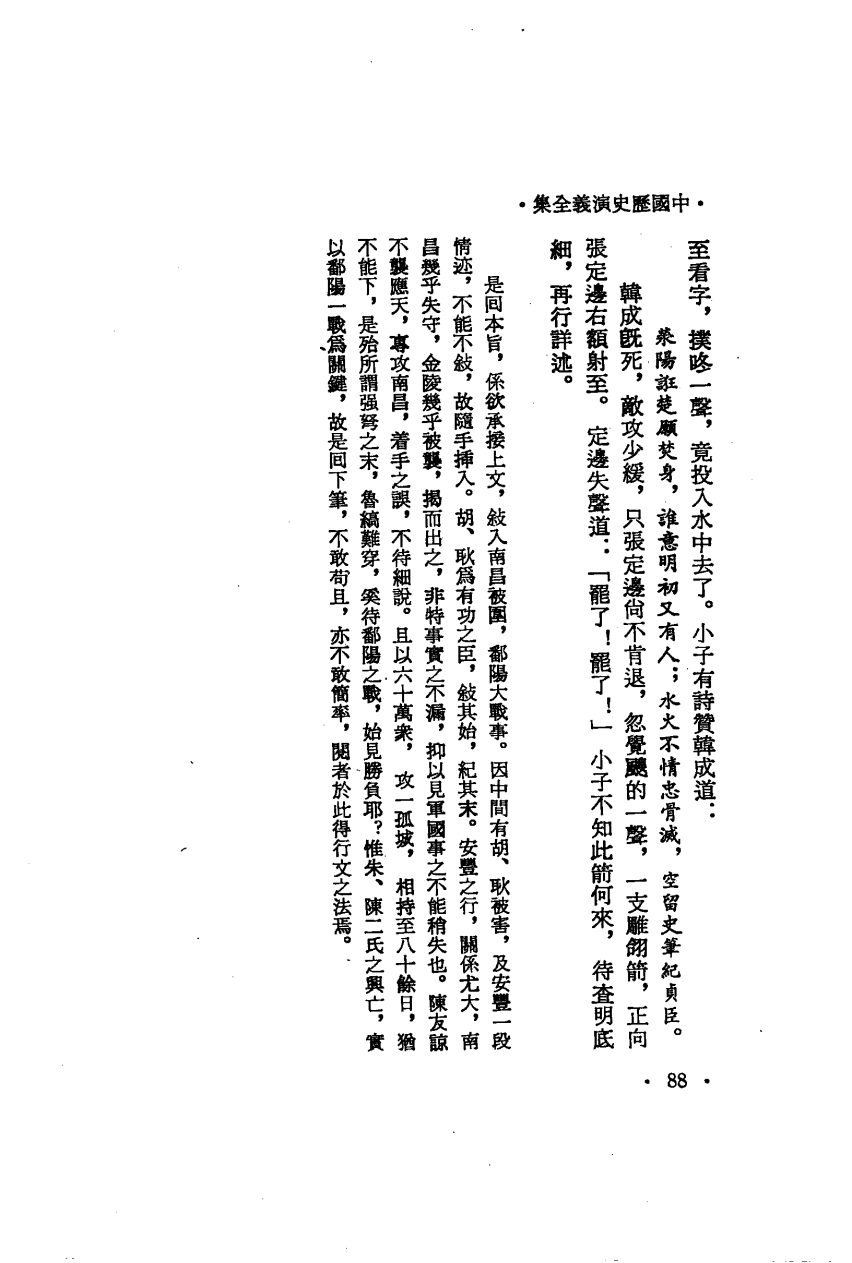 ·中國歷史演義全集·
至看字，撲咚一聲，竟投入水中去了。小子有詩贊韓成道：
滎陽誑楚願焚身，誰意明初又有人；水火不情忠骨滅，空留史筆紀貞臣。
韓成旣死，敵攻少緩，只張定邊尙不肯退，忽覺颼的一聲，一支雕翎箭，正向
張定邊右額射至。定邊失聲道：「罷了！罷了！」小子不知此箭何來，待查明底
細，再行詳述。
是回本旨，係欲承接上文，敍入南昌被圍，鄱陽大戰事。因中間有胡、耿被害，及安豐一段
情迹，不能不敍，故隨手揷入。胡、耿爲有功之臣，敍其始，紀其末。安豐之行，關係尤大，南
昌幾乎失守，金陵幾乎被襲，揭而出之，非特事實之不漏，抑以見軍國事之不能稍失也。陳友諒
不襲應天，專攻南昌，着手之誤，不待細說。且以六十萬衆，攻一孤城，相持至八十餘日，猶
不能下，是殆所謂强弩之末，魯縞難穿，奚待鄱陽之戰，始見勝負耶？惟朱、陳二氏之興亡，實
以鄱陽一戰爲關鍵，故是回下筆，不敢苟且，亦不敢簡率，閱者於此得行文之法焉。
·88·